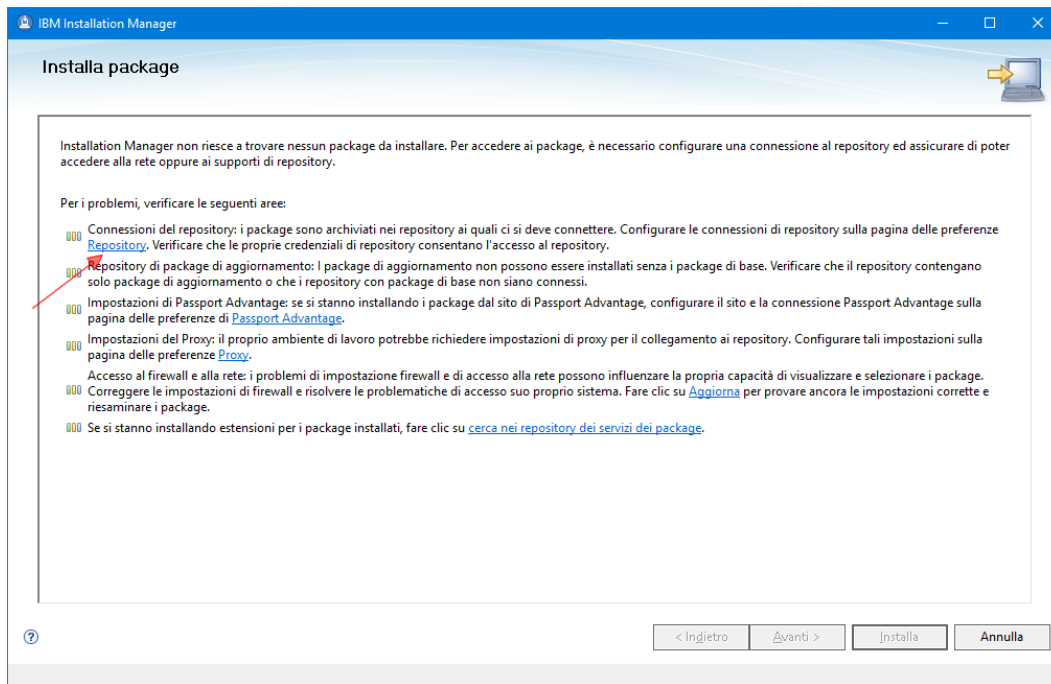 IBM Installation Manager
Installa package
Installation Manager non riesce a trovare nessun package da installare. Per accedere ai package, è necessario configurare una connessione al repository ed assicurare di poter
accedere alla rete oppure ai supporti di repository.
Per i problemi, verificare le seguenti aree:
Connessioni del repository: i package sono archiviati nei repository ai quali ci si deve connettere. Configurare le connessioni di repository sulla pagina delle preferenze
Repository. Verificare che le proprie credenziali di repository consentano l'accesso al repository.
Repository di package di aggiornamento: I package di aggiornamento non possono essere installati senza i package di base. Verificare che il repository contengano
solo package di aggiornamento o che i repository con package di base non siano connessi.
Impostazioni di Passport Advantage: se si stanno installando i package dal sito di Passport Advantage, configurare il sito e la connessione Passport Advantage sulla
pagina delle preferenze di Passport Advantage.
Impostazioni del Proxy: il proprio ambiente di lavoro potrebbe richiedere impostazioni di proxy per il collegamento ai repository. Configurare tali impostazioni sulla
pagina delle preferenze Proxy.
Accesso al firewall e alla rete: i problemi di impostazione firewall e di accesso alla rete possono influenzare la propria capacità di visualizzare e selezionare i package.
Correggere le impostazioni di firewall e risolvere le problematiche di accesso suo proprio sistema. Fare clic su Aggiorna per provare ancora le impostazioni corrette e
riesaminare i package.
Se si stanno installando estensioni per i package installati, fare clic su cerca nei repository dei servizi dei package.
? < Indietro Avanti > Installa Annulla